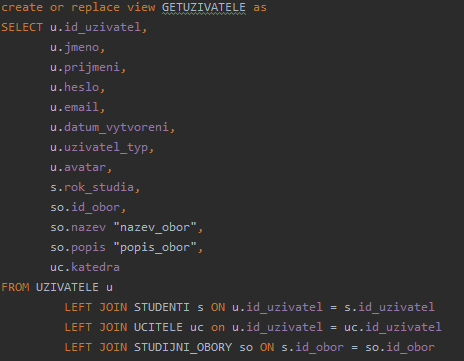 create or replace view GETUZIVATELE as
SELECT u.id_uzivatel,
u.jmeno,
u.prijmeni,
u.heslo,
u.email,
u.datum_vytvoreni,
u.uzivatel_typ,
u.avatar,
s.rok_studia,
so.id_obor,
so.nazev "nazev_obor",
so.popis "popis_obor",
uc.katedra
FROM UZIVATELE u
LEFT JOIN STUDENTI s ON u.id_uzivatel = s.id_uzivatel
LEFT JOIN UCITELE uc on u.id_uzivatel = uc.id_uzivatel
LEFT JOIN STUDIJNI_OBORY so ON s.id_obor = so.id_obor